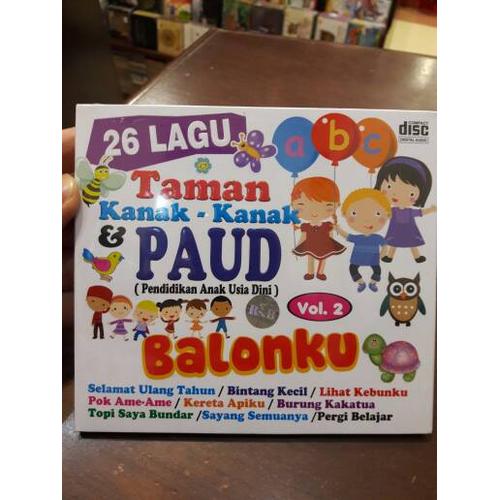 26 LAGU
a b c
COMPACT
disc
DIGITAL AUDIO
Taman
Kanak - Kanak
& PAUD
( Pendidikan Anak Usia Dini )
Vol. 2
Balonku
Selamat Ulang Tahun / Bintang Kecil / Lihat Kebunku
Pok Ame-Ame / Kereta Apiku / Burung Kakatua
Topi Saya Bundar /Sayang Semuanya /Pergi Belajar